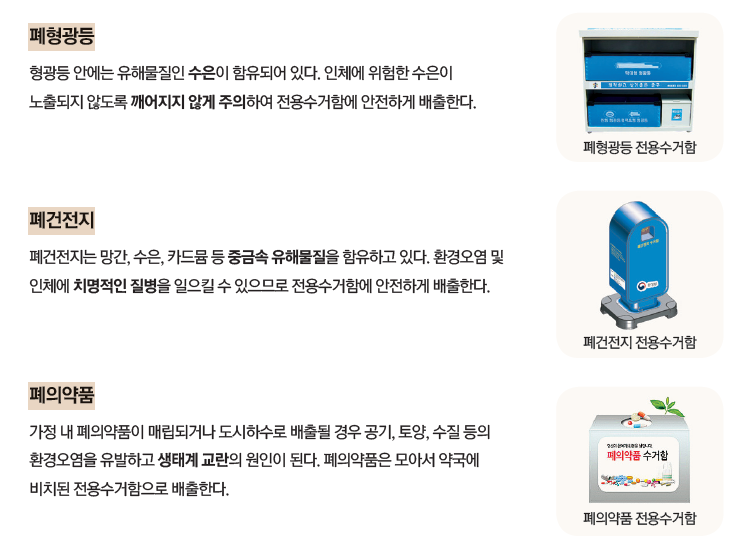 폐형광등
형광등 안에는 유해물질인 수은이 함유되어 있다. 인체에 위험한 수은이
노출되지 않도록 깨어지지 않게 주의하여 전용수거함에 안전하게 배출한다.
폐형광등 전용수거함
폐건전지
폐건전지는 망간, 수은, 카드뮴 등 중금속 유해물질을 함유하고 있다. 환경오염 및
인체에 치명적인 질병을 일으킬 수 있으므로 전용수거함에 안전하게 배출한다.
폐건전지 전용수거함
폐의약품
가정 내 폐의약품이 매립되거나 도시하수로 배출될 경우 공기, 토양, 수질 등의
환경오염을 유발하고 생태계 교란의 원인이 된다. 폐의약품은 모아서 약국에
비치된 전용수거함으로 배출한다.
폐의약품 수거함
폐의약품 전용수거함